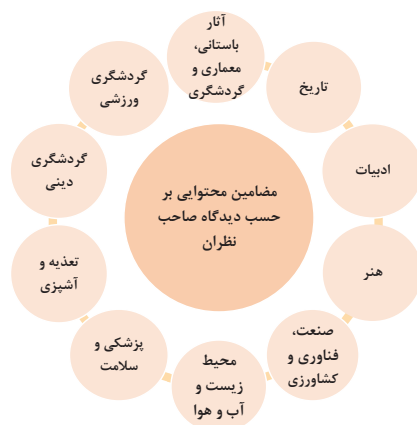 آثار
باستانی،
معماری و
گردشگری
تاریخ
ادبیات
هنر
صنعت،
فناوری و
کشاورزی
محیط
زیست و
آب و هوا
پزشکی و
سلامت
تعذیه و
آشپزی
گردشگری
دینی
گردشگری
ورزشی
مضامین محتوایی بر
حسب دیدگاه صاحب
نظران